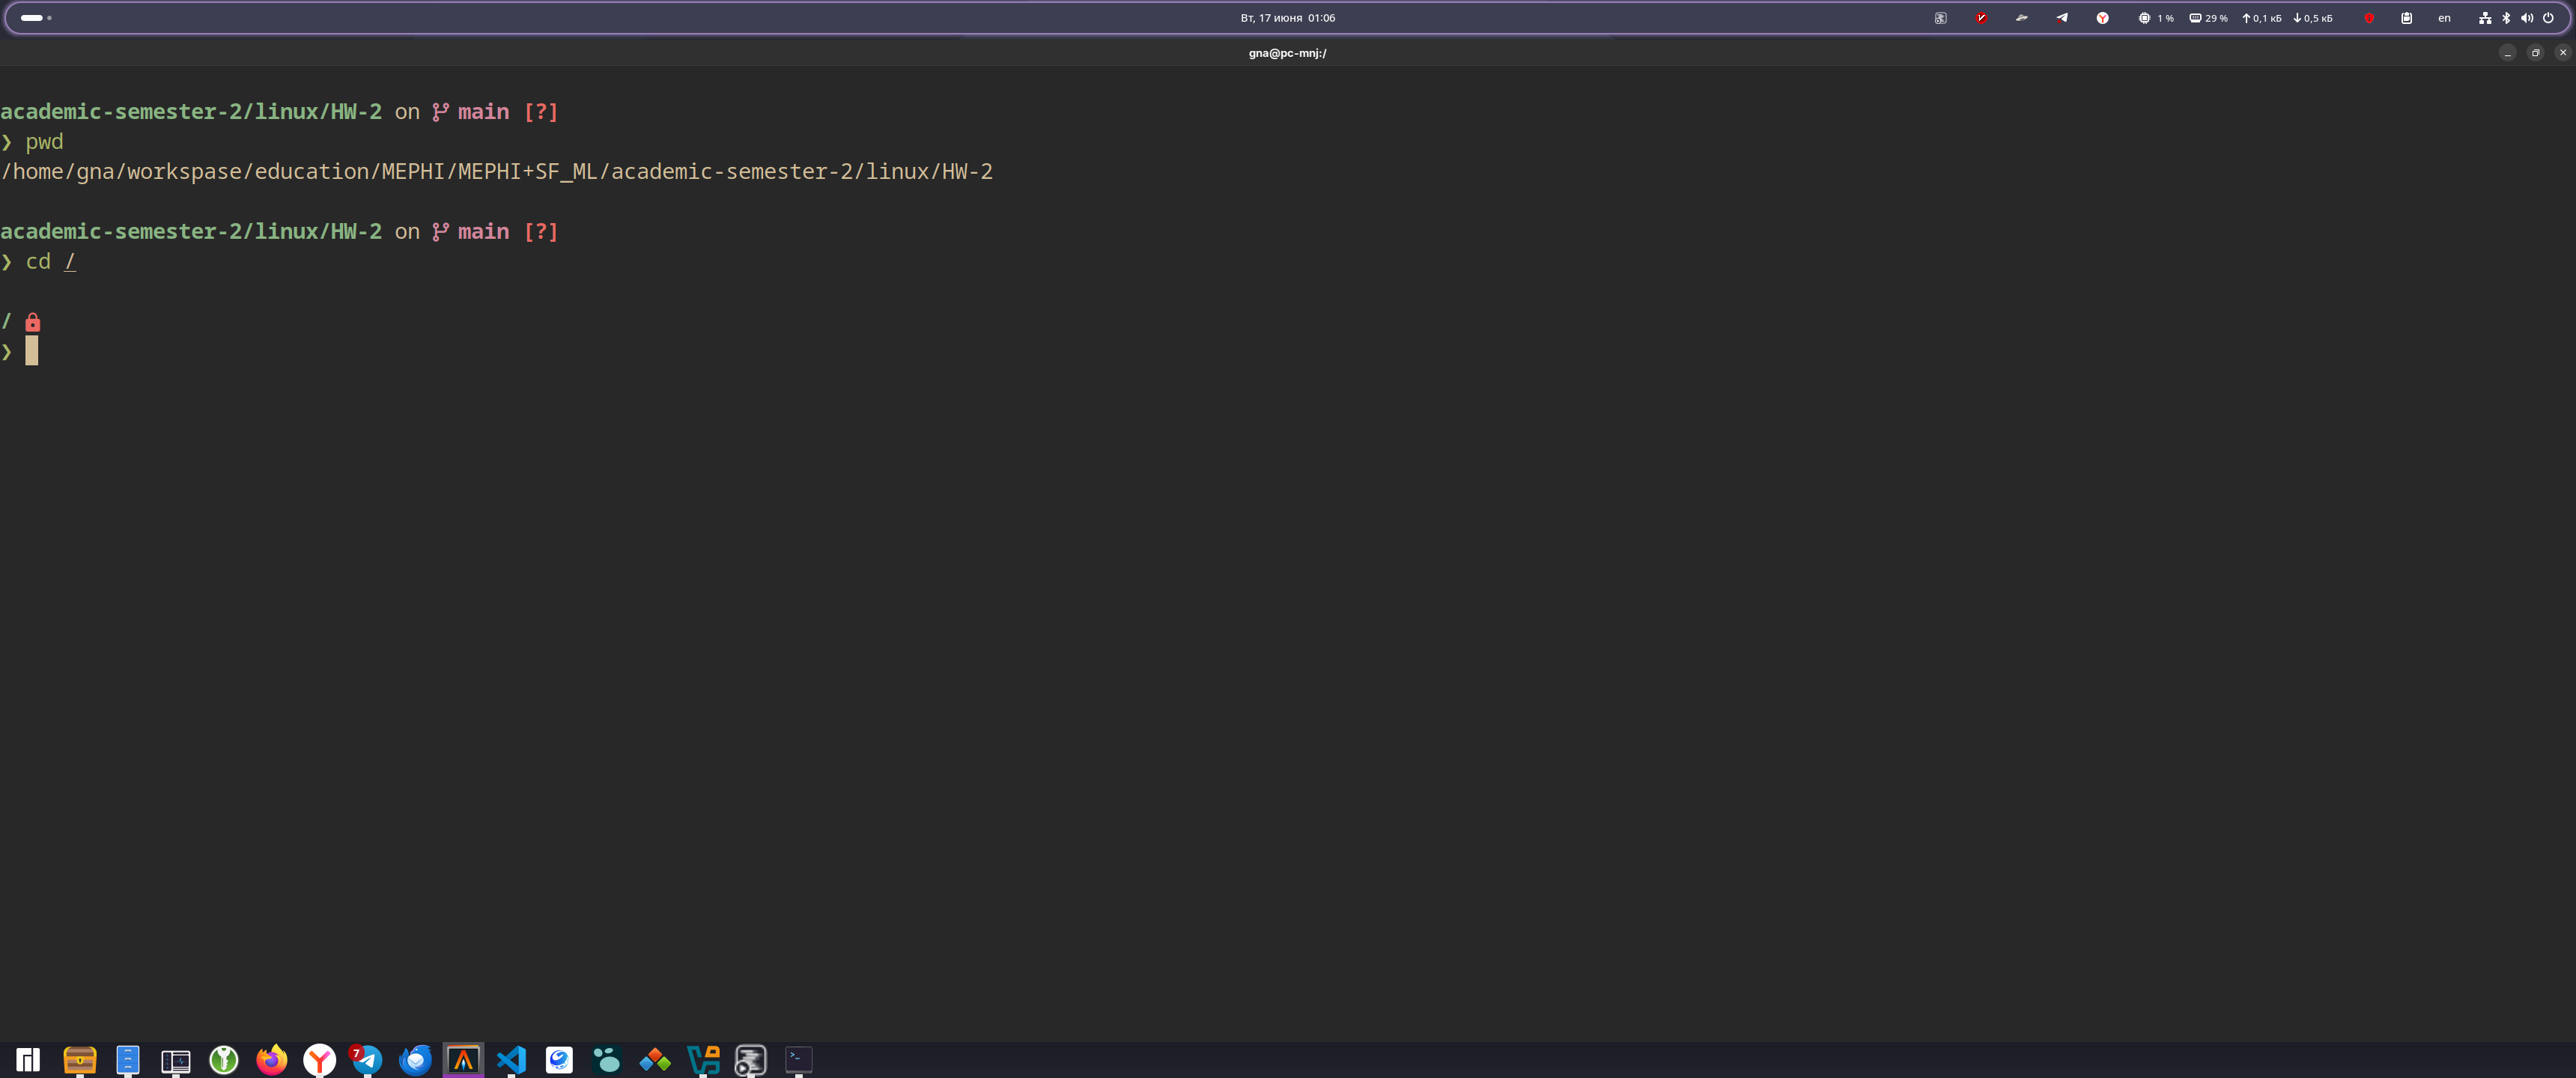 Вт, 17 июня 01:06
1 %
29 %
↑ 0,1 кБ ↓ 0,5 кБ
en
gna@pc-mnj:/
academic-semester-2/linux/HW-2 on main [?]
❯ pwd
/home/gna/workspase/education/MEPHI/MEPHI+SF_ML/academic-semester-2/linux/HW-2
academic-semester-2/linux/HW-2 on main [?]
❯ cd /
/
❯
7